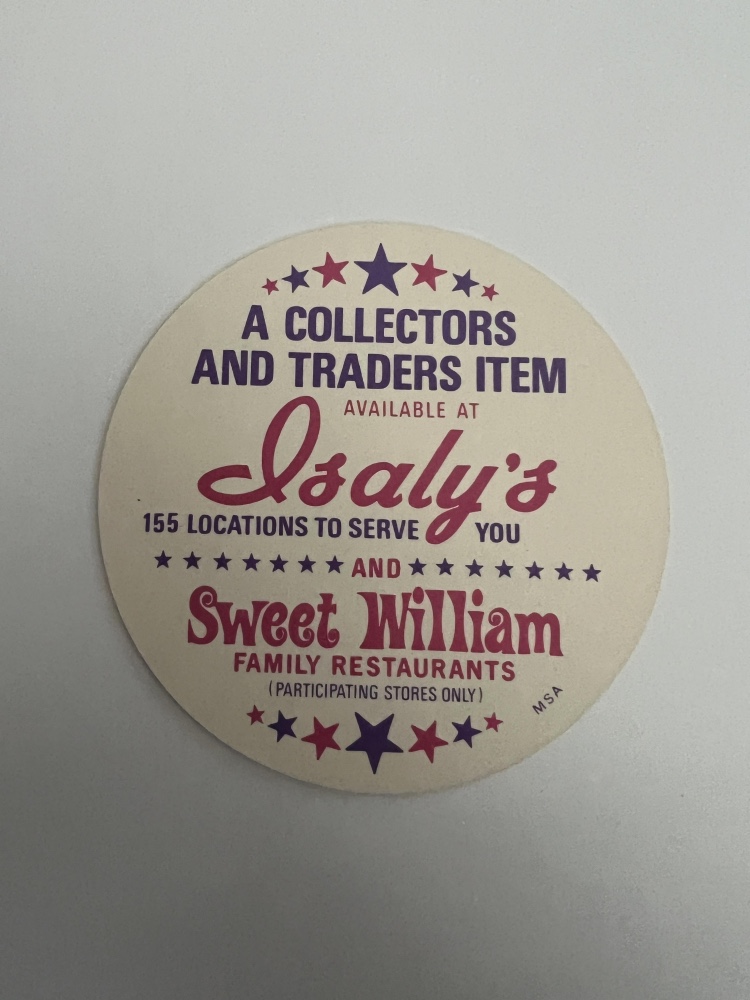 A COLLECTORS
AND TRADERS ITEM
AVAILABLE AT
Isaly's
155 LOCATIONS TO SERVE YOU
AND
Sweet William
FAMILY RESTAURANTS
(PARTICIPATING STORES ONLY)
MSA